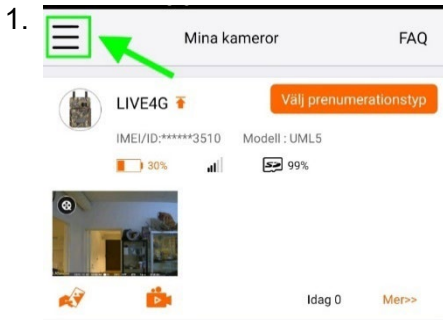 1.
Mina kameror FAQ
LIVE4G Välj prenumerationstyp
IMEI/ID:******3510 Modell : UML5
30% 99%
Idag 0 Mer>>